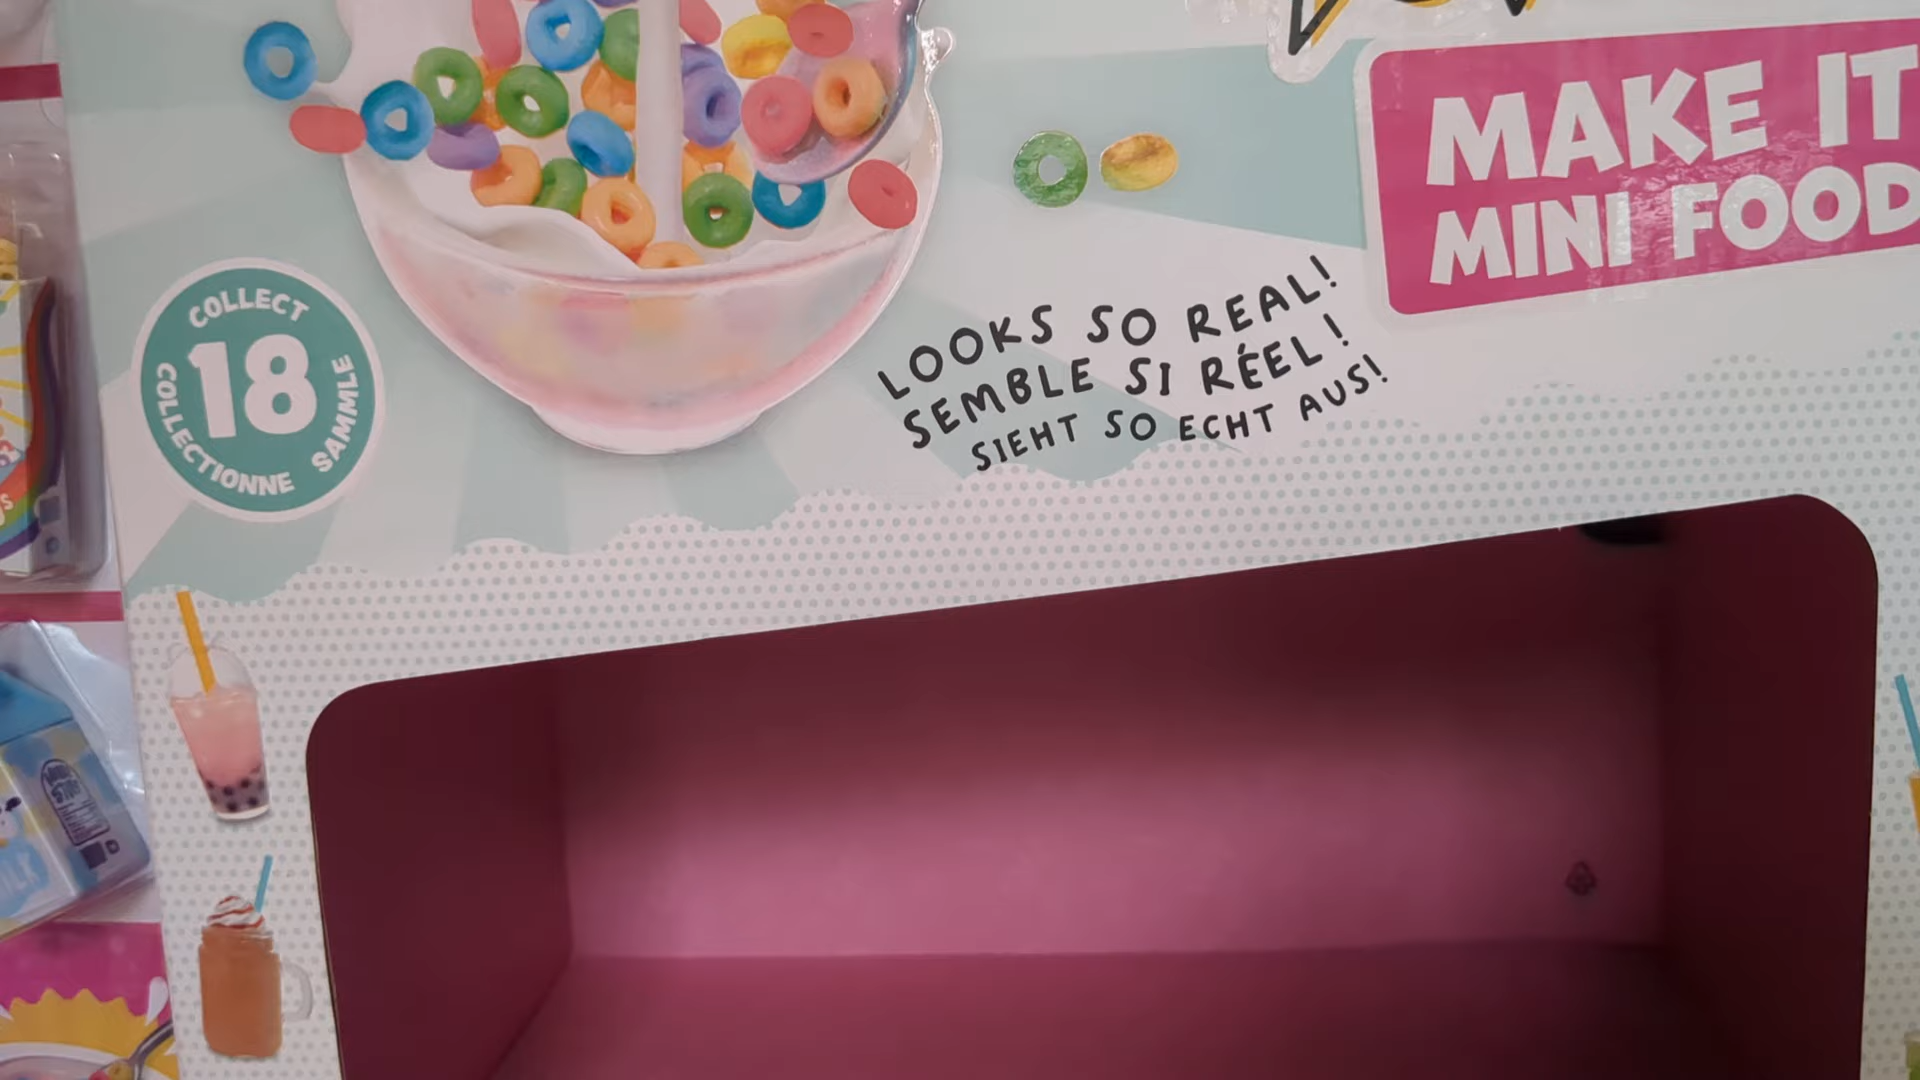 MAKE IT
MINI FOOD
LOOKS SO REAL!
SEMBLE SI RÉEL!
SIEHT SO ECHT AUS!
COLLECT
18
COLLECTIONNE
SAMMLE